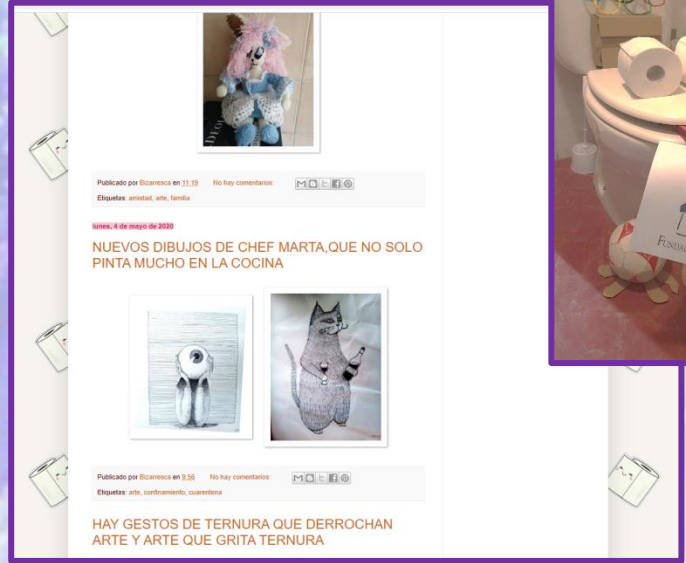 Publicado por Bizarresca en 11:19 No hay comentarios:
Etiquetas: amistad, arte, familia
lunes, 4 de mayo de 2020
NUEVOS DIBUJOS DE CHEF MARTA,QUE NO SOLO
PINTA MUCHO EN LA COCINA
Publicado por Bizarresca en 9:56 No hay comentarios:
Etiquetas: arte, confinamiento, cuarentena
HAY GESTOS DE TERNURA QUE DERROCHAN
ARTE Y ARTE QUE GRITA TERNURA